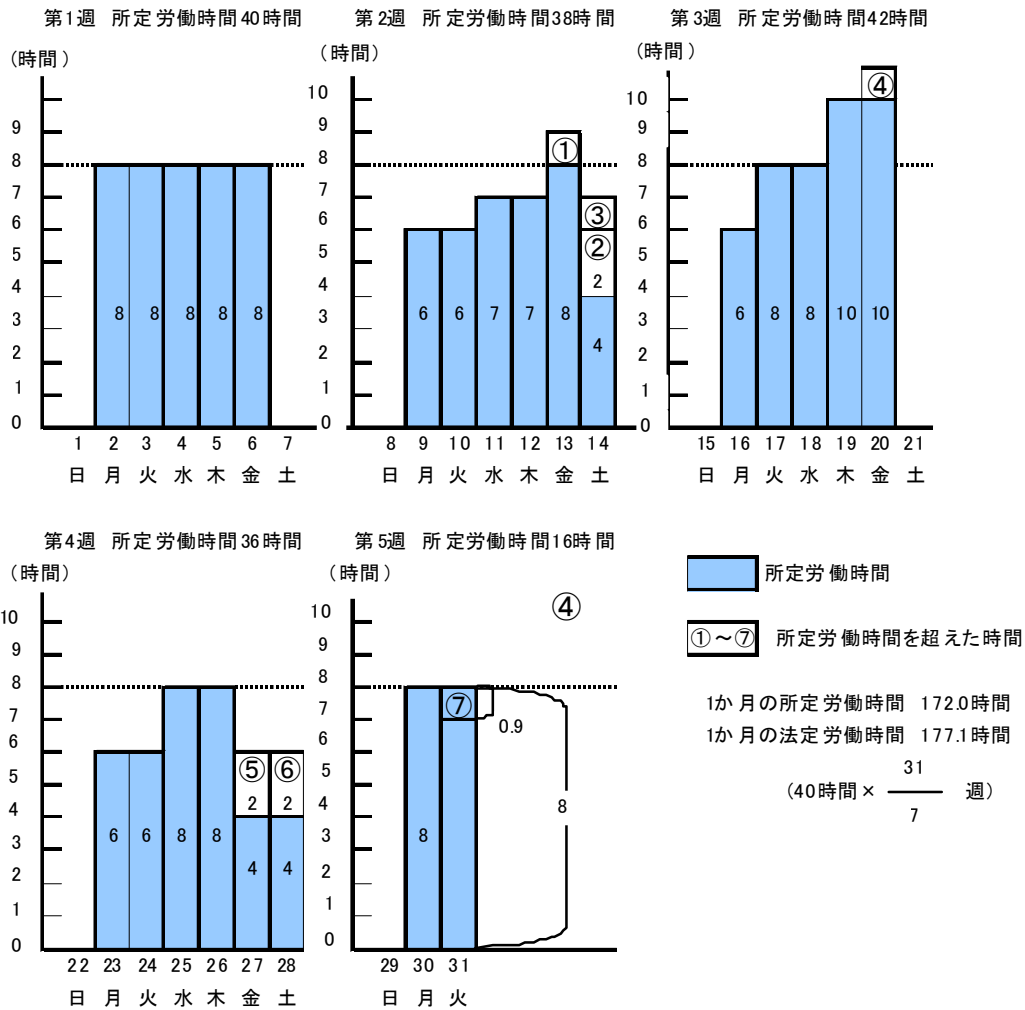 第1週 所定労働時間40時間
(時間)
9
8
7
6
5
4
3
2
1
0
8 8 8 8 8
1 2 3 4 5 6 7
日 月 火 水 木 金 土
第2週 所定労働時間38時間
(時間)
10
9
8
7
6
5
4
3
2
1
0
①
③
②
2
6 6 7 7 8 4
8 9 10 11 12 13 14
日 月 火 水 木 金 土
第3週 所定労働時間42時間
(時間)
10
9
8
7
6
5
4
3
2
1
0
④
6 8 8 10 10
15 16 17 18 19 20 21
日 月 火 水 木 金 土
第4週 所定労働時間36時間
(時間)
10
9
8
7
6
5
4
3
2
1
0
⑤ ⑥
2 2
6 6 8 8 4 4
22 23 24 25 26 27 28
日 月 火 水 木 金 土
第5週 所定労働時間16時間
(時間)
10
9
8
7
6
5
4
3
2
1
0
④
⑦
0.9
8
8
29 30 31
日 月 火
所定労働時間
①~⑦ 所定労働時間を超えた時間
1か月の所定労働時間 172.0時間
1か月の法定労働時間 177.1時間
31
(40時間× 週)
7